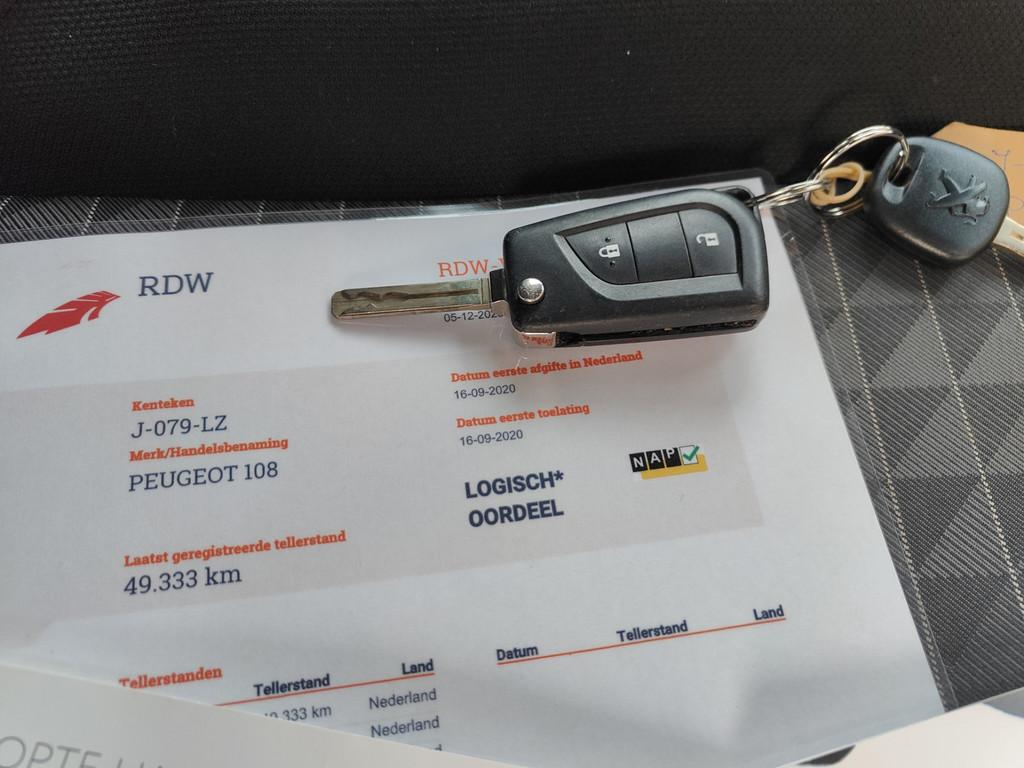 RDW
RDW-
05-12-202
Datum eerste afgifte in Nederland
16-09-2020
Kenteken
J-079-LZ
Datum eerste toelating
16-09-2020
Merk/Handelsbenaming
PEUGEOT 108
NAP
LOGISCH*
OORDEEL
Laatst geregistreerde tellerstand
49.333 km
Datum Tellerstand Land
Tellerstanden
Tellerstand Land
333 km Nederland
Nederland